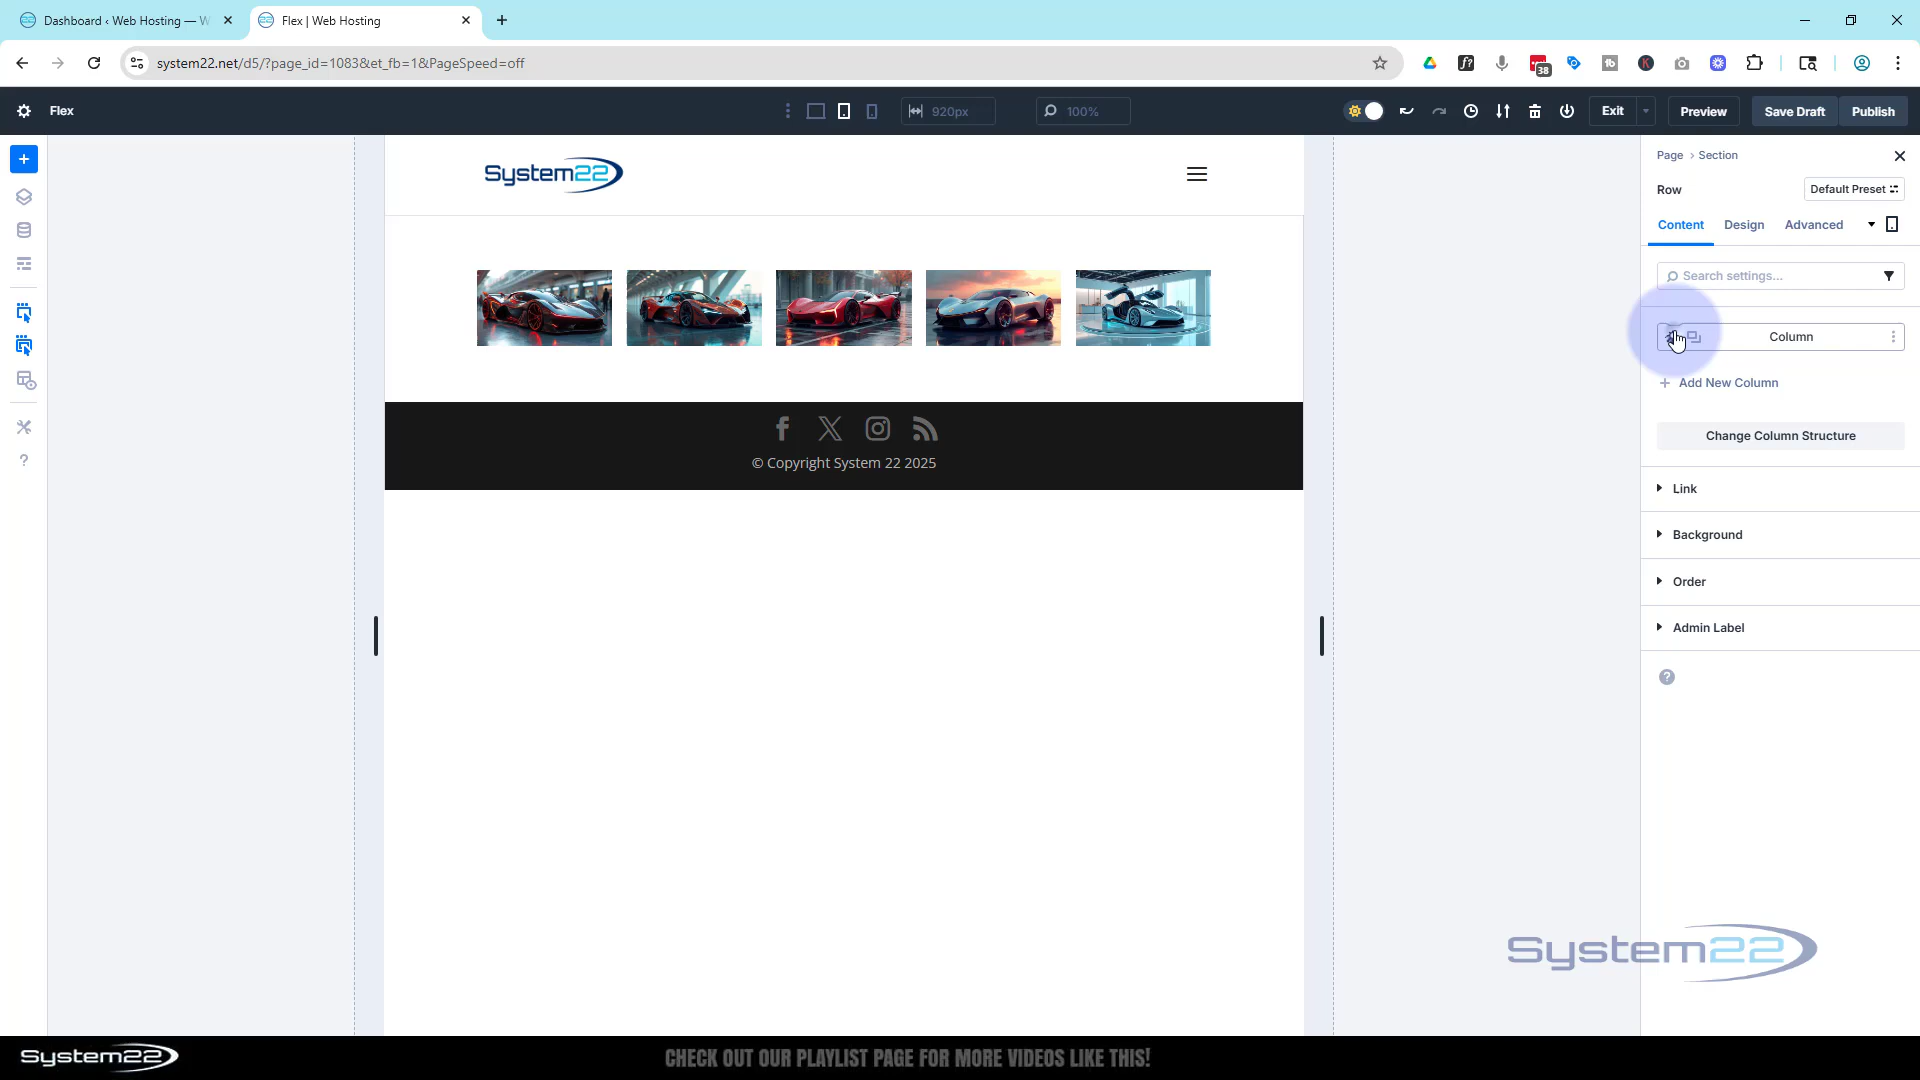 Dashboard ‹ Web Hosting — W
Flex | Web Hosting
system22.net/d5/?page_id=1083&et_fb=1&PageSpeed=off
38
Flex
920px
100%
Exit
Preview
Save Draft
Publish
Page › Section
Row
Default Preset
Content
Design
Advanced
Search settings...
Column
+ Add New Column
Change Column Structure
Link
Background
Order
Admin Label
System22
© Copyright System 22 2025
System22
System22
CHECK OUT OUR PLAYLIST PAGE FOR MORE VIDEOS LIKE THIS!